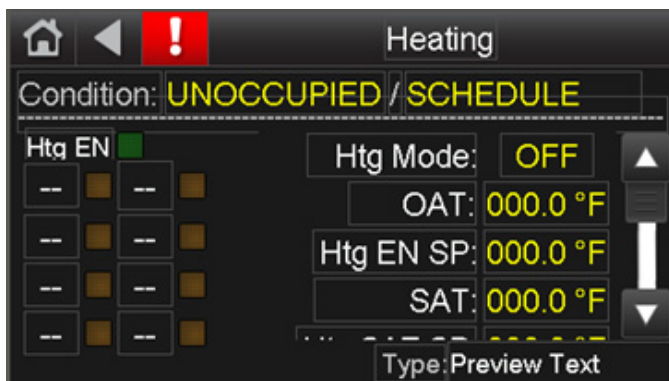 ! Heating
Condition: UNOCCUPIED / SCHEDULE
Htg EN
Htg Mode: OFF
-- --
OAT: 000.0 °F
-- --
Htg EN SP: 000.0 °F
-- --
SAT: 000.0 °F
-- --
Type: Preview Text